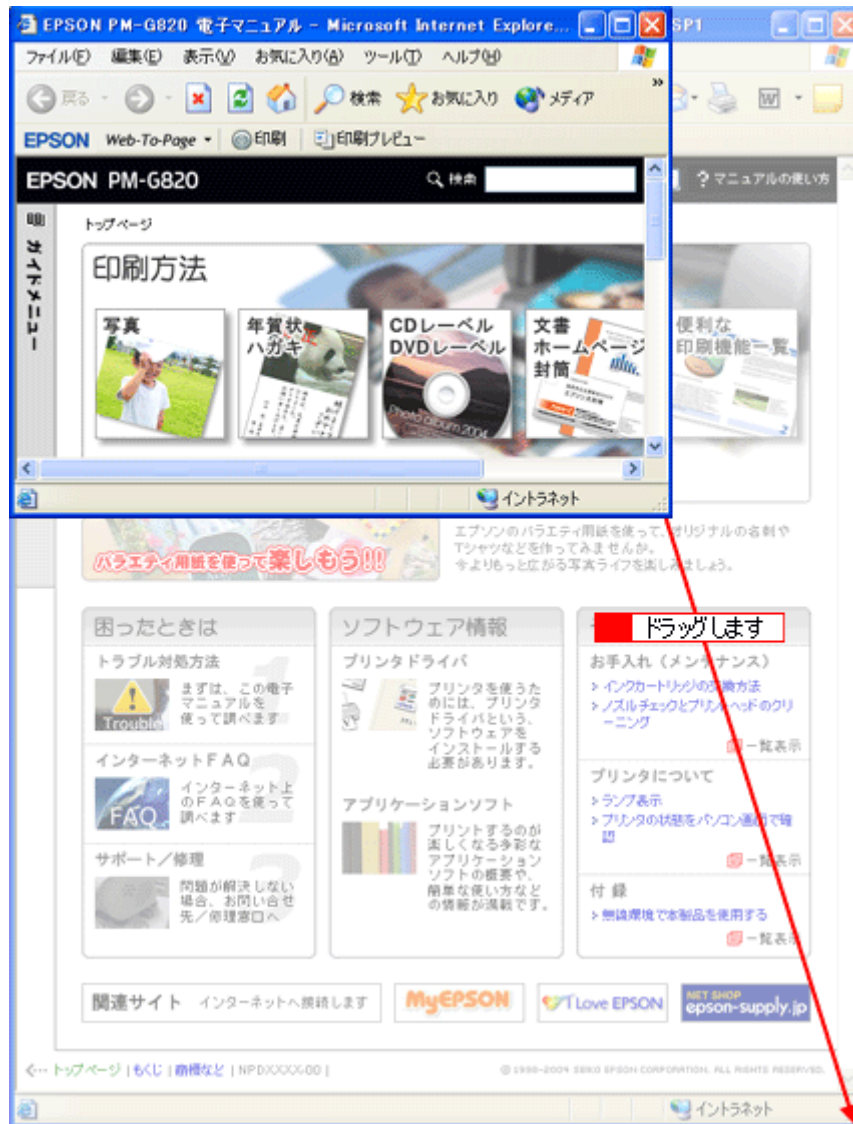 EPSON PM-G820 電子マニュアル - Microsoft Internet Explore...
SP1
ファイル(F) 編集(E) 表示(V) お気に入り(A) ツール(T) ヘルプ(H)
戻る 検索 お気に入り メディア »
EPSON Web-To-Page 印刷 印刷プレビュー
EPSON PM-G820 検索
? マニュアルの使い方
ガイドメニュー
トップページ
印刷方法
写真
年賀状
ハガキ
CDレーベル
DVDレーベル
文書
ホームページ
封筒
便利な
印刷機能一覧
Photo album 2004
イントラネット
バラエティ用紙を使って楽しもう!!
エプソンのバラエティ用紙を使って、オリジナルの名刺や
Tシャツなどを作ってみませんか。
今よりもっと広がる写真ライフを楽しみましょう。
ドラッグします
困ったときは
トラブル対処方法
Trouble
1
まずは、この電子
マニュアルを
使って調べます
インターネットFAQ
FAQ
2
インターネット上
のFAQを使って
調べます
サポート/修理
3
問題が解決しない
場合、お問い合せ
先/修理窓口へ
ソフトウェア情報
プリンタドライバ
プリンタを使うた
めには、プリンタ
ドライバという、
ソフトウェアを
インストールする
必要があります。
アプリケーションソフト
プリントするのが
楽しくなる多彩な
アプリケーション
ソフトの概要や、
簡単な使い方など
の情報が満載です。
お手入れ(メンテナンス)
> インクカートリッジの交換方法
> ノズルチェックとプリントヘッドのクリ
ーニング
一覧表示
プリンタについて
> ランプ表示
> プリンタの状態をパソコン画面で確
認
一覧表示
付 録
> 無線環境で本製品を使用する
一覧表示
関連サイト インターネットへ接続します
MyEPSON
I Love EPSON
NET SHOP
epson-supply.jp
トップページ | もくじ | 商標など | NPDXXXX-00 |
© 1998-2004 SEIKO EPSON CORPORATION. ALL RIGHTS RESERVED.
イントラネット